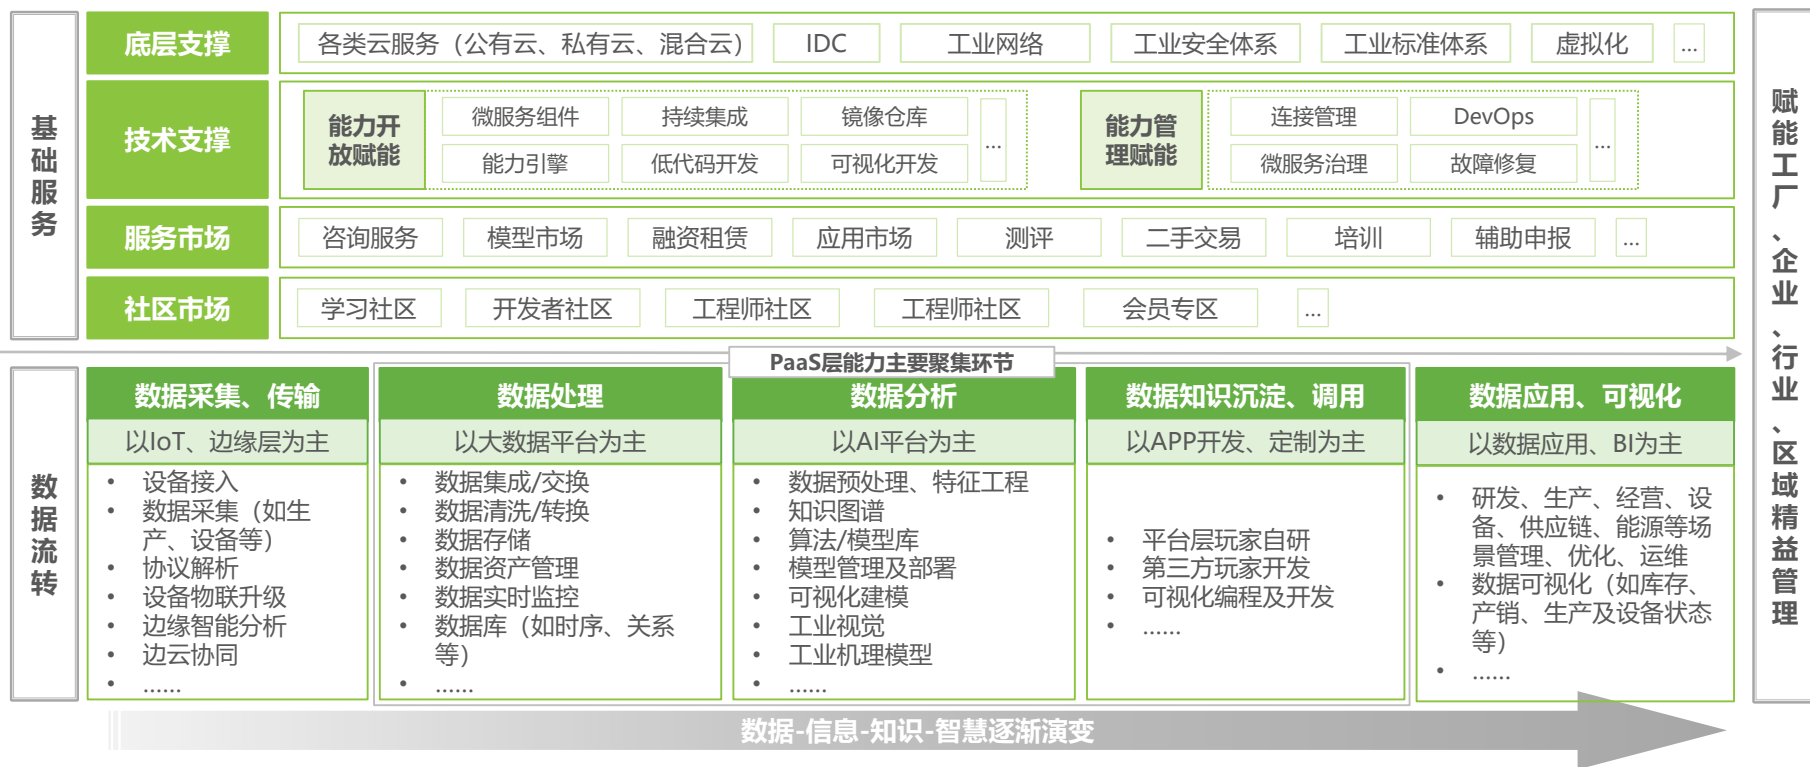 基础服务
底层支撑
各类云服务（公有云、私有云、混合云）
IDC
工业网络
工业安全体系
工业标准体系
虚拟化
...
技术支撑
能力开
放赋能
微服务组件
持续集成
镜像仓库
能力引擎
低代码开发
可视化开发
...
能力管
理赋能
连接管理
DevOps
微服务治理
故障修复
...
服务市场
咨询服务
模型市场
融资租赁
应用市场
测评
二手交易
培训
辅助申报
...
社区市场
学习社区
开发者社区
工程师社区
工程师社区
会员专区
...
PaaS层能力主要聚集环节
数据流转
数据采集、传输
以IoT、边缘层为主
• 设备接入
• 数据采集（如生
产、设备等）
• 协议解析
• 设备物联升级
• 边缘智能分析
• 边云协同
• ......
数据处理
以大数据平台为主
• 数据集成/交换
• 数据清洗/转换
• 数据存储
• 数据资产管理
• 数据实时监控
• 数据库（如时序、关系
等）
• ......
数据分析
以AI平台为主
• 数据预处理、特征工程
• 知识图谱
• 算法/模型库
• 模型管理及部署
• 可视化建模
• 工业视觉
• 工业机理模型
• ......
数据知识沉淀、调用
以APP开发、定制为主
• 平台层玩家自研
• 第三方玩家开发
• 可视化编程及开发
• ......
数据应用、可视化
以数据应用、BI为主
• 研发、生产、经营、设
备、供应链、能源等场
景管理、优化、运维
• 数据可视化（如库存、
产销、生产及设备状态
等）
• ......
数据-信息-知识-智慧逐渐演变
赋能工厂、企业、行业、区域精益管理